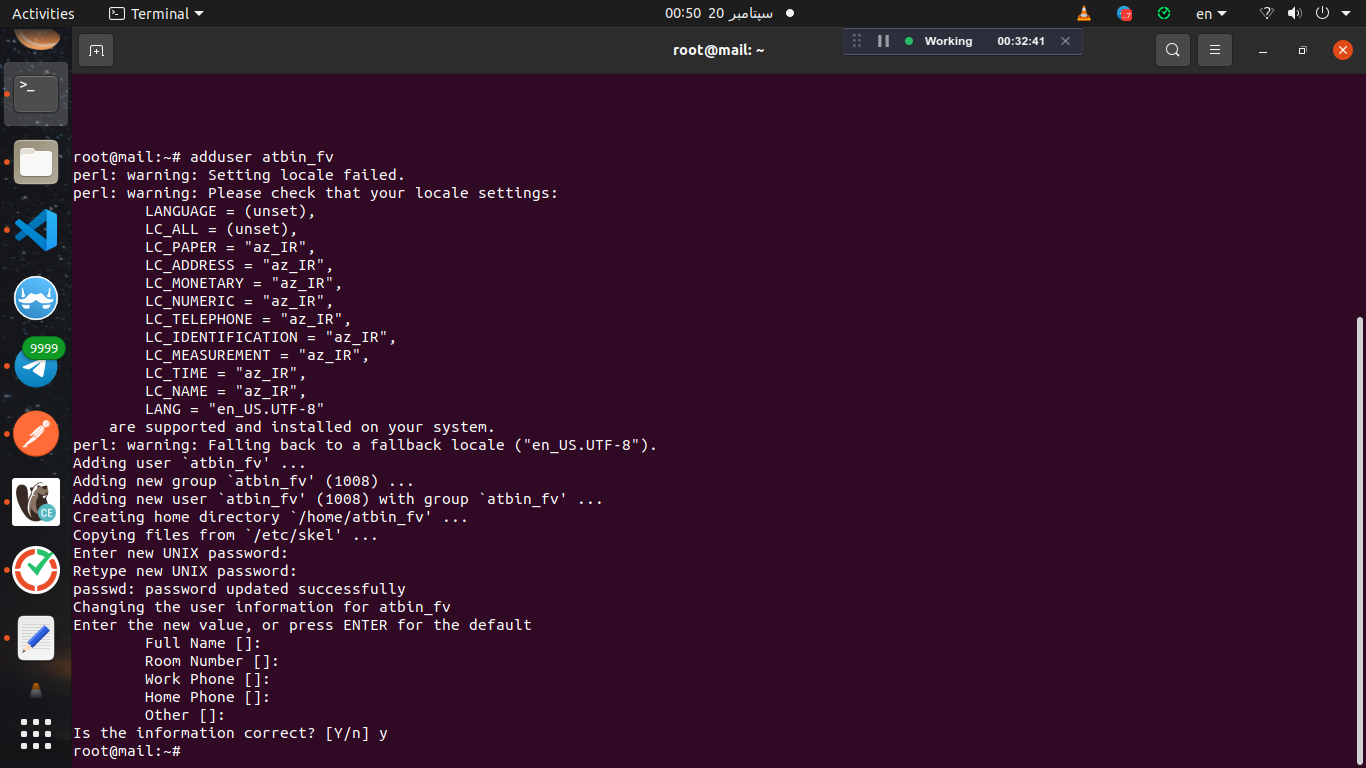 Activities
Terminal
00:50 20 سپتامبر
en
root@mail: ~
Working 00:32:41
root@mail:~# adduser atbin_fv
perl: warning: Setting locale failed.
perl: warning: Please check that your locale settings:
LANGUAGE = (unset),
LC_ALL = (unset),
LC_PAPER = "az_IR",
LC_ADDRESS = "az_IR",
LC_MONETARY = "az_IR",
LC_NUMERIC = "az_IR",
LC_TELEPHONE = "az_IR",
LC_IDENTIFICATION = "az_IR",
LC_MEASUREMENT = "az_IR",
LC_TIME = "az_IR",
LC_NAME = "az_IR",
LANG = "en_US.UTF-8"
are supported and installed on your system.
perl: warning: Falling back to a fallback locale ("en_US.UTF-8").
Adding user `atbin_fv' ...
Adding new group `atbin_fv' (1008) ...
Adding new user `atbin_fv' (1008) with group `atbin_fv' ...
Creating home directory `/home/atbin_fv' ...
Copying files from `/etc/skel' ...
Enter new UNIX password:
Retype new UNIX password:
passwd: password updated successfully
Changing the user information for atbin_fv
Enter the new value, or press ENTER for the default
Full Name []:
Room Number []:
Work Phone []:
Home Phone []:
Other []:
Is the information correct? [Y/n] y
root@mail:~#
>_
9999
CE